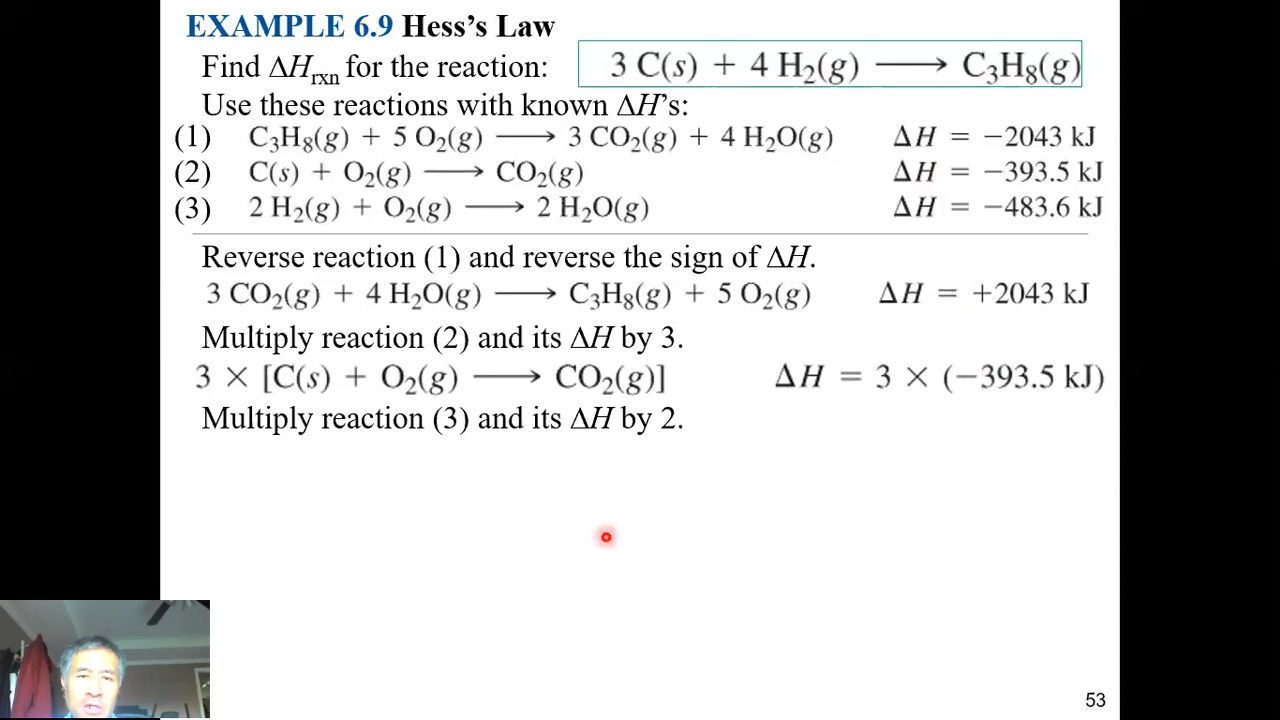 EXAMPLE 6.9 Hess's Law
Find ΔHrxn for the reaction: 3 C(s) + 4 H₂(g) ⟶ C₃H₈(g)
Use these reactions with known ΔH's:
(1) C₃H₈(g) + 5 O₂(g) ⟶ 3 CO₂(g) + 4 H₂O(g) ΔH = −2043 kJ
(2) C(s) + O₂(g) ⟶ CO₂(g) ΔH = −393.5 kJ
(3) 2 H₂(g) + O₂(g) ⟶ 2 H₂O(g) ΔH = −483.6 kJ
Reverse reaction (1) and reverse the sign of ΔH.
3 CO₂(g) + 4 H₂O(g) ⟶ C₃H₈(g) + 5 O₂(g) ΔH = +2043 kJ
Multiply reaction (2) and its ΔH by 3.
3 × [C(s) + O₂(g) ⟶ CO₂(g)] ΔH = 3 × (−393.5 kJ)
Multiply reaction (3) and its ΔH by 2.
53